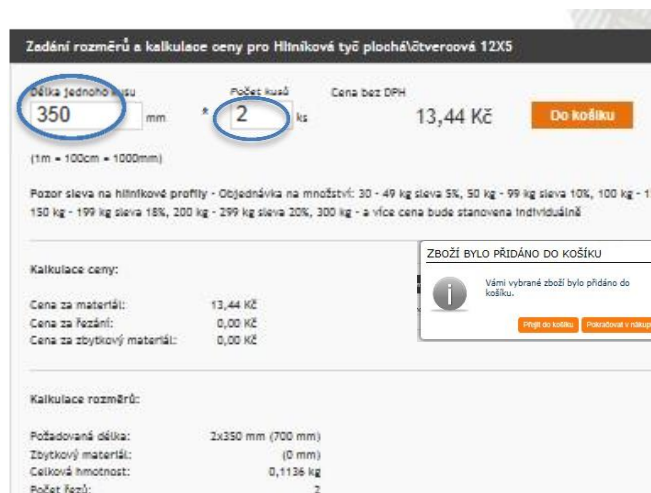 Zadání rozměrů a kalkulace ceny pro Hliníková tyč plochá\čtvercová 12X5
Délka jednoho kusu Počet kusů Cena bez DPH
350 mm * 2 ks 13,44 Kč Do košíku
(1m = 100cm = 1000mm)
Pozor sleva na hliníkové profily - Objednávka na množství: 30 - 49 kg sleva 5%, 50 kg - 99 kg sleva 10%, 100 kg -
150 kg - 199 kg sleva 18%, 200 kg - 299 kg sleva 20%, 300 kg - a více cena bude stanovena individuálně
ZBOŽÍ BYLO PŘIDÁNO DO KOŠÍKU
Vámi vybrané zboží bylo přidáno do
košíku.
Přejít do košíku Pokračovat v nákupu
Kalkulace ceny:
Cena za materiál: 13,44 Kč
Cena za řezání: 0,00 Kč
Cena za zbytkový materiál: 0,00 Kč
Kalkulace rozměrů:
Požadovaná délka: 2x350 mm (700 mm)
Zbytkový materiál: (0 mm)
Celková hmotnost: 0,1136 kg
Počet řezů: 2